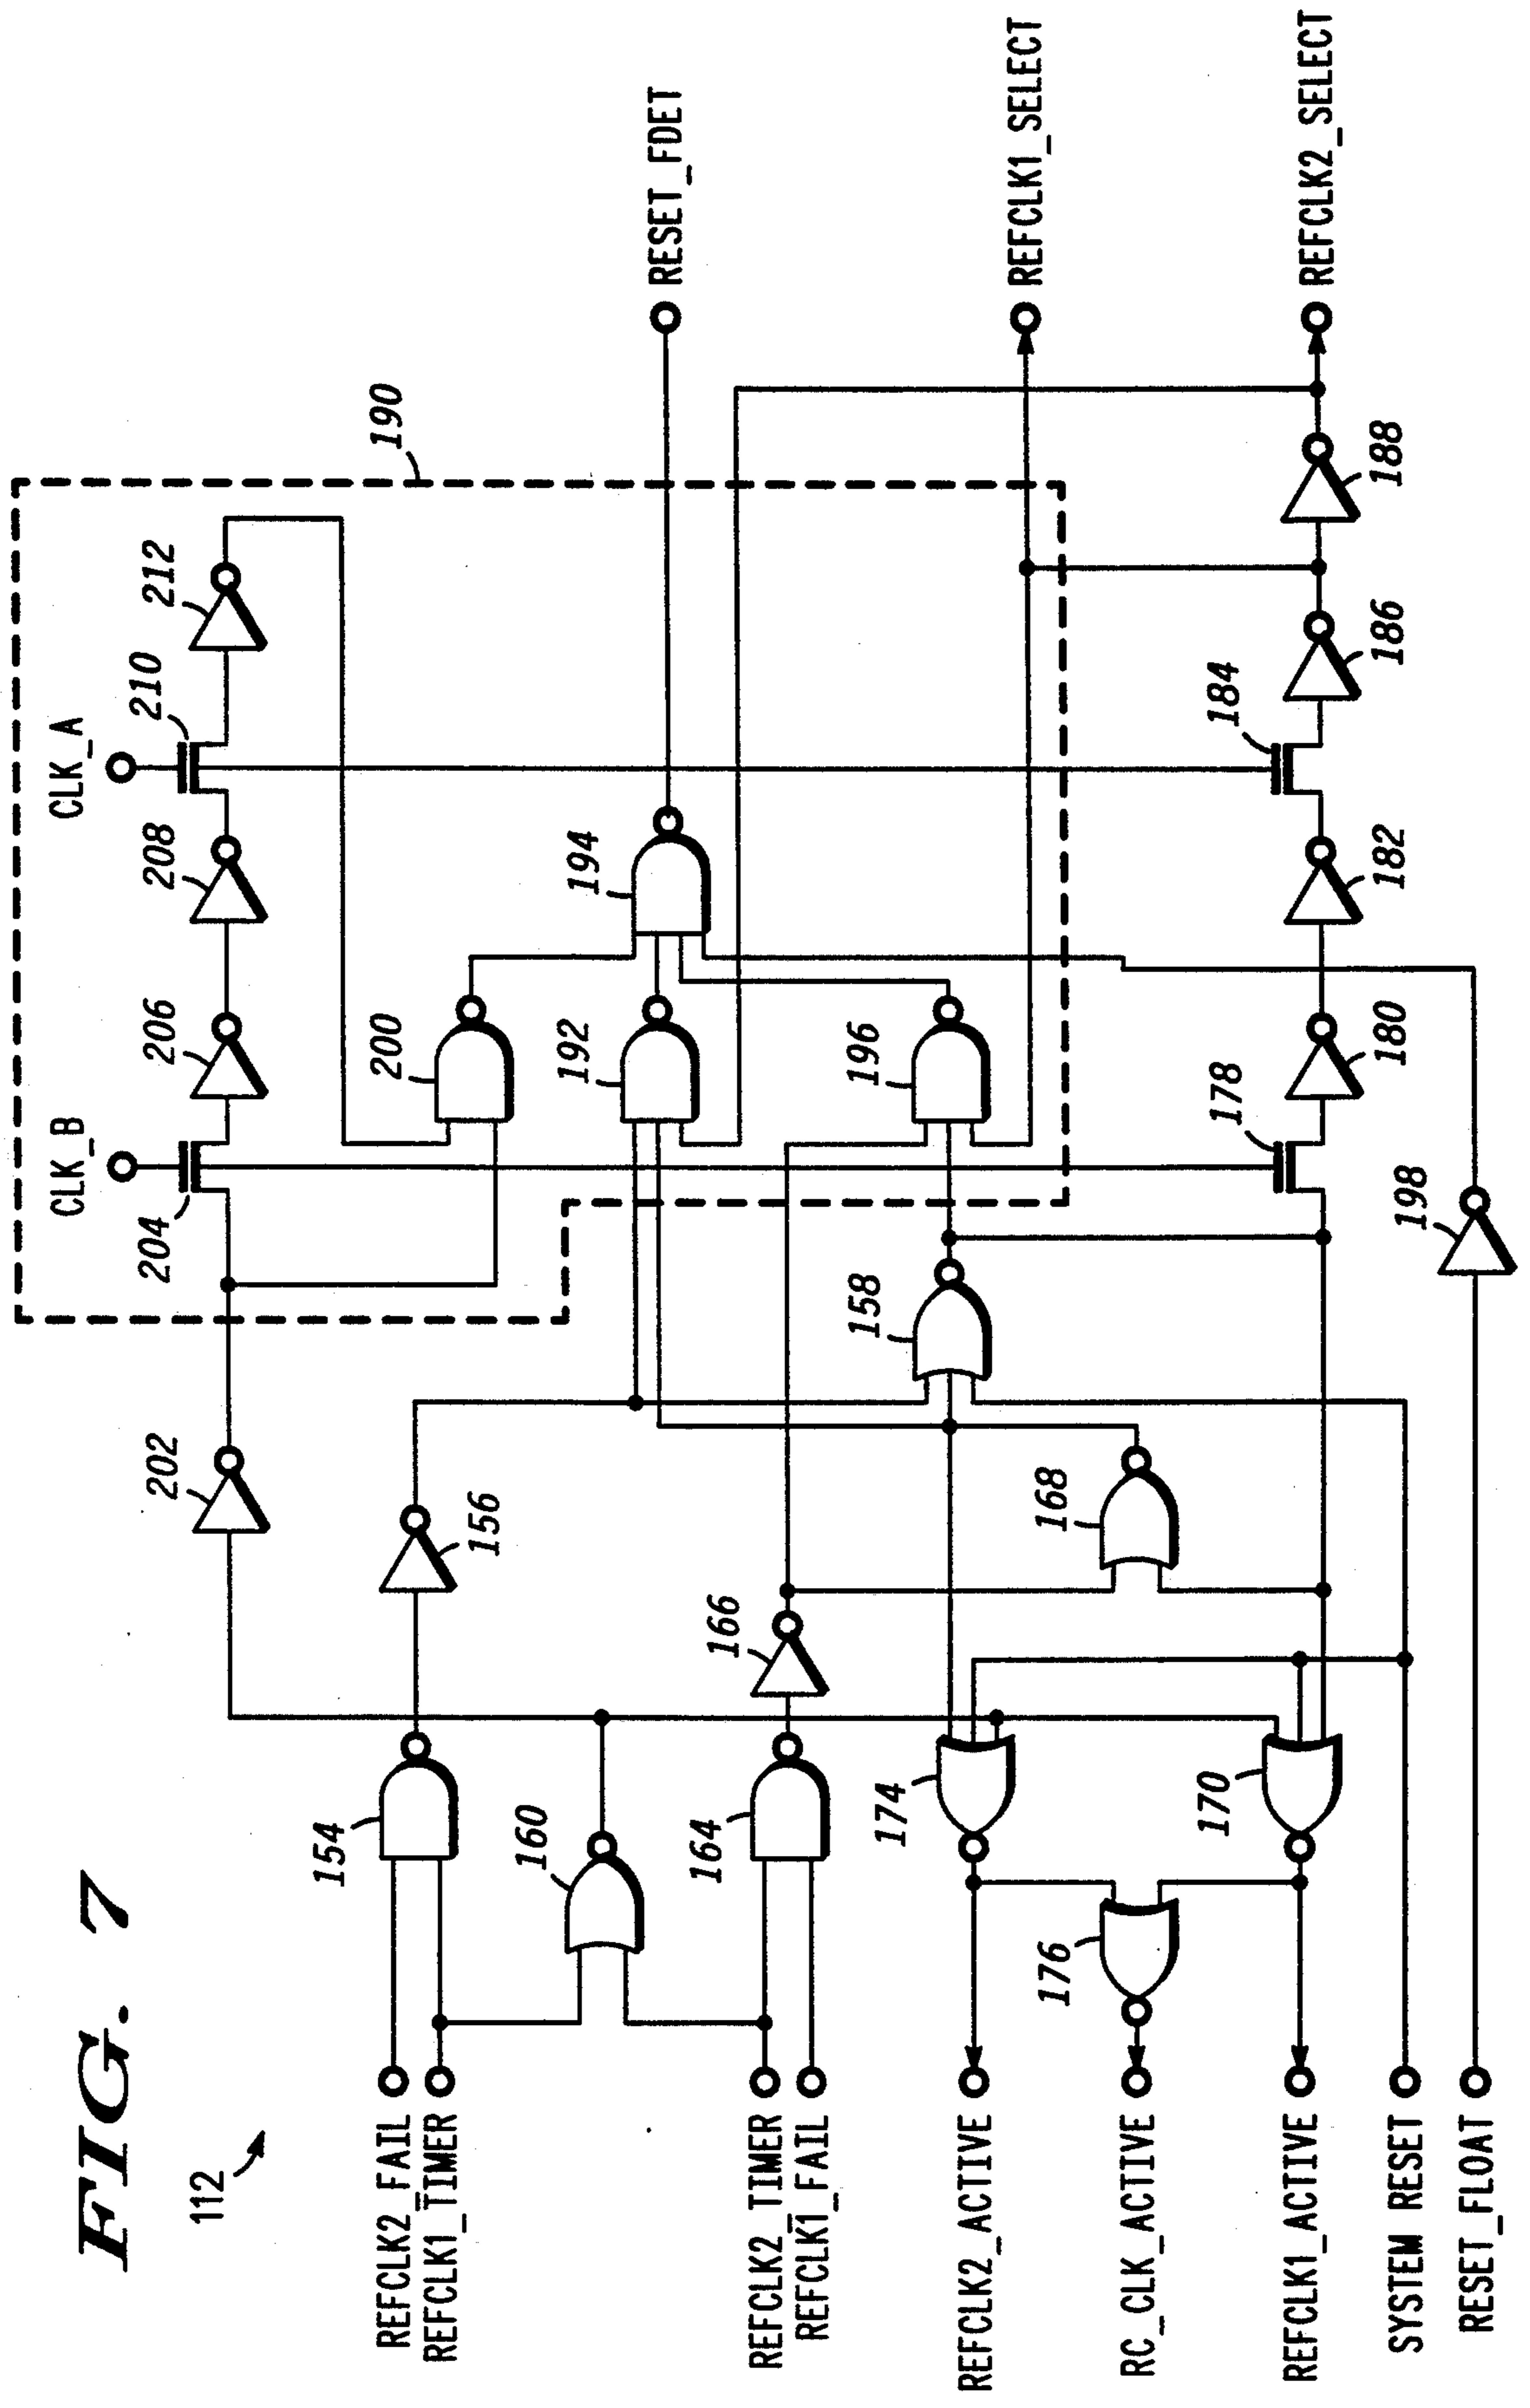 FIG. 7
112
CLK_B
CLK_A
190
202
204
206
208
210
212
RESET_FDET
REFCLK1_SELECT
REFCLK2_SELECT
REFCLK2_FAIL
REFCLK1_TIMER
154
156
200
192
194
160
REFCLK2_TIMER
REFCLK1_FAIL
164
166
158
196
REFCLK2_ACTIVE
174
168
RC_CLK_ACTIVE
176
178
184
REFCLK1_ACTIVE
170
180
182
186
188
SYSTEM RESET
198
RESET_FLOAT